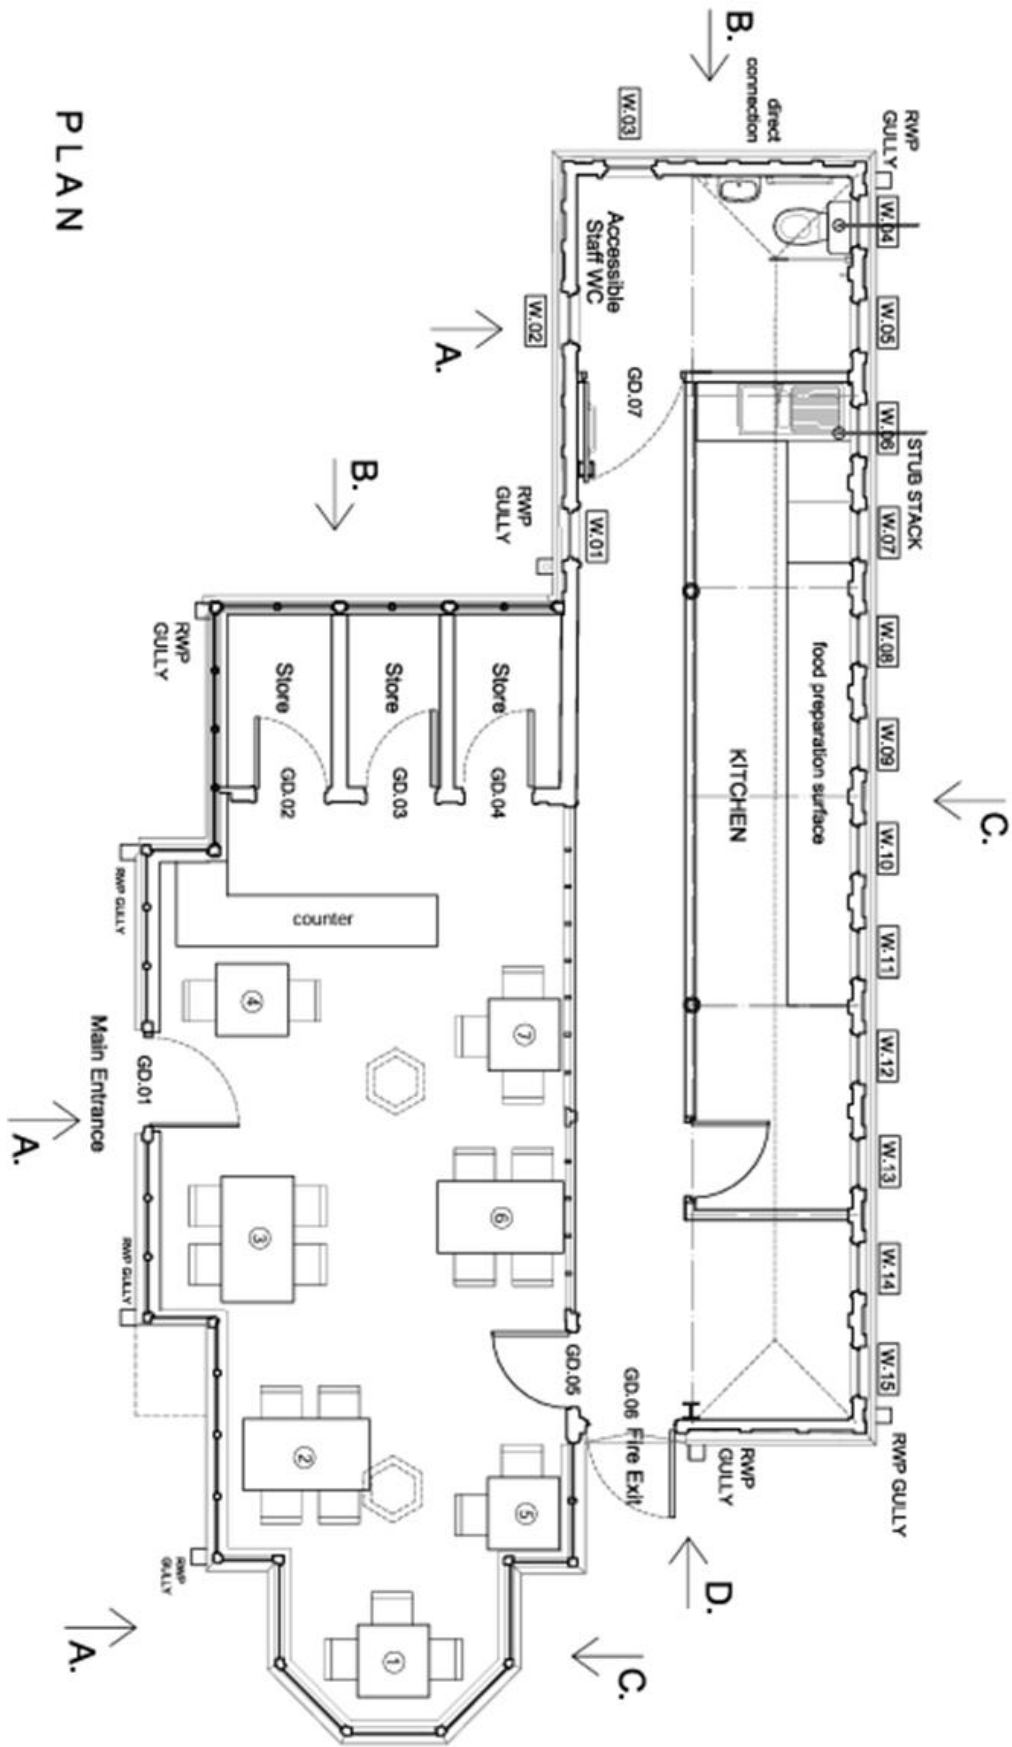 PLAN
B.
direct
connection
W.03
RWP
GULLY
W.04
W.05
W.06
STUB STACK
W.07
W.08
W.09
W.10
W.11
W.12
W.13
W.14
W.15
RWP GULLY
RWP
GULLY
C.
Accessible
Staff WC
W.02
A.
GD.07
W.01
RWP
GULLY
B.
food preparation surface
KITCHEN
RWP
GULLY
Store
GD.02
Store
GD.03
Store
GD.04
counter
RWP GULLY
Main Entrance
GD.01
A.
4
7
6
3
RWP GULLY
GD.05
GD.06 Fire Exit
2
5
1
RWP
GULLY
A.
C.
D.